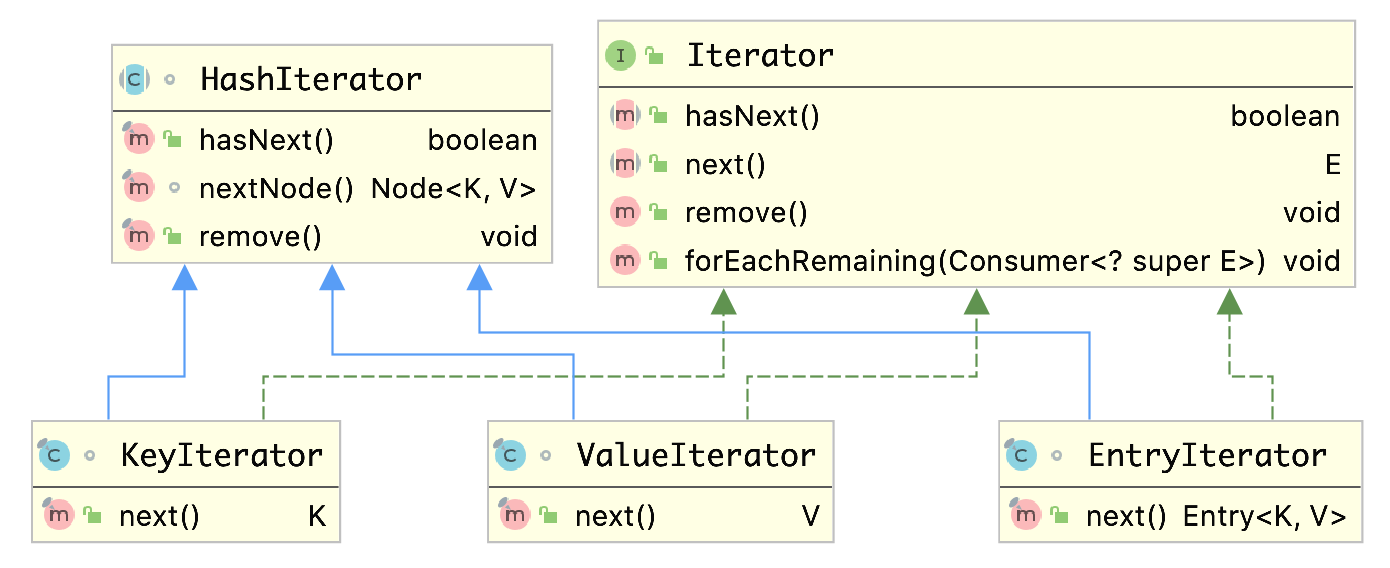 HashIterator
hasNext() boolean
nextNode() Node<K, V>
remove() void
Iterator
hasNext() boolean
next() E
remove() void
forEachRemaining(Consumer<? super E>) void
KeyIterator
next() K
ValueIterator
next() V
EntryIterator
next() Entry<K, V>